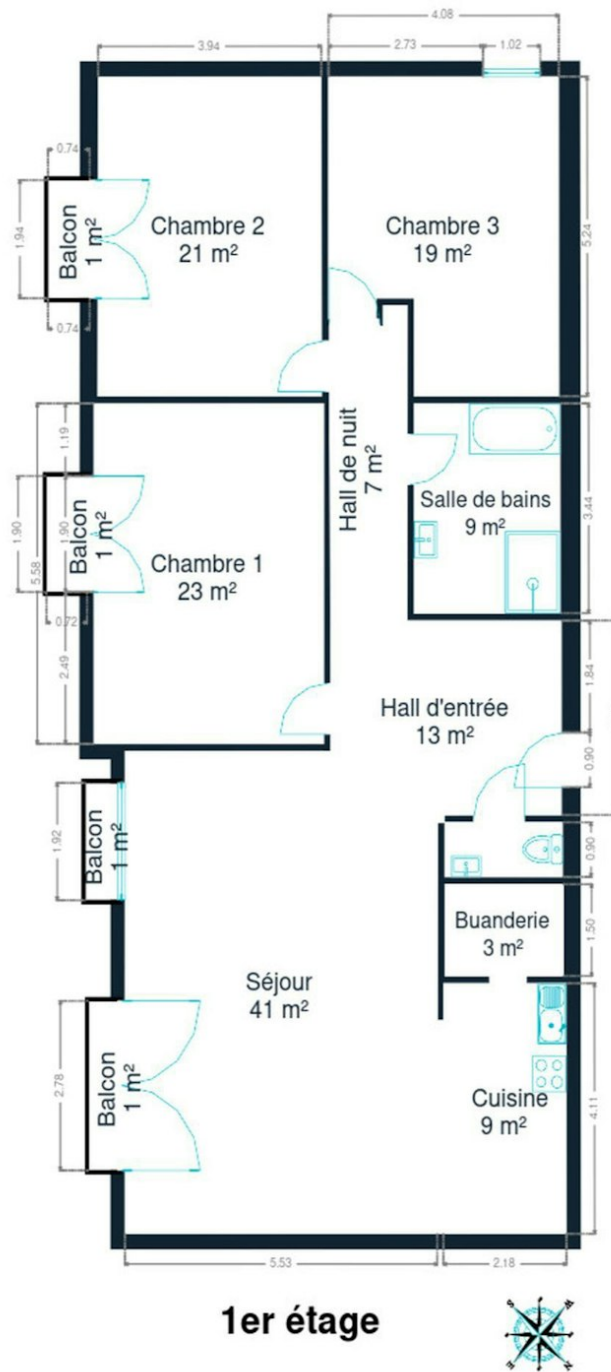 4.08
3.94
2.73
1.02
0.74
Balcon
1 m²
1.94
0.74
Chambre 2
21 m²
Chambre 3
19 m²
5.24
1.19
1.90
5.58
1.90
Balcon
1 m²
0.72
2.49
Chambre 1
23 m²
Hall de nuit
7 m²
Salle de bains
9 m²
3.44
Hall d'entrée
13 m²
1.84
0.90
1.92
Balcon
1 m²
0.90
Buanderie
3 m²
1.50
Séjour
41 m²
2.78
Balcon
1 m²
Cuisine
9 m²
4.11
5.53
2.18
1er étage